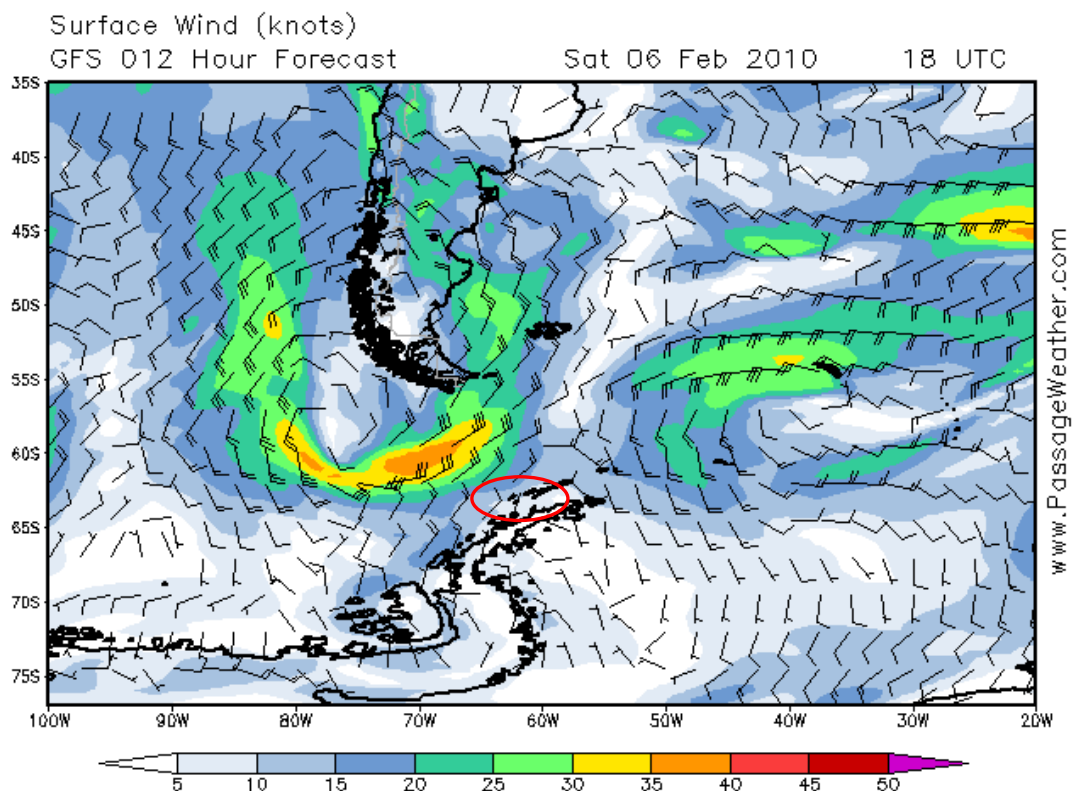 Surface Wind (knots)
GFS 012 Hour Forecast Sat 06 Feb 2010 18 UTC
35S
40S
45S
50S
55S
60S
65S
70S
75S
100W 90W 80W 70W 60W 50W 40W 30W 20W
5 10 15 20 25 30 35 40 45 50
www.PassageWeather.com